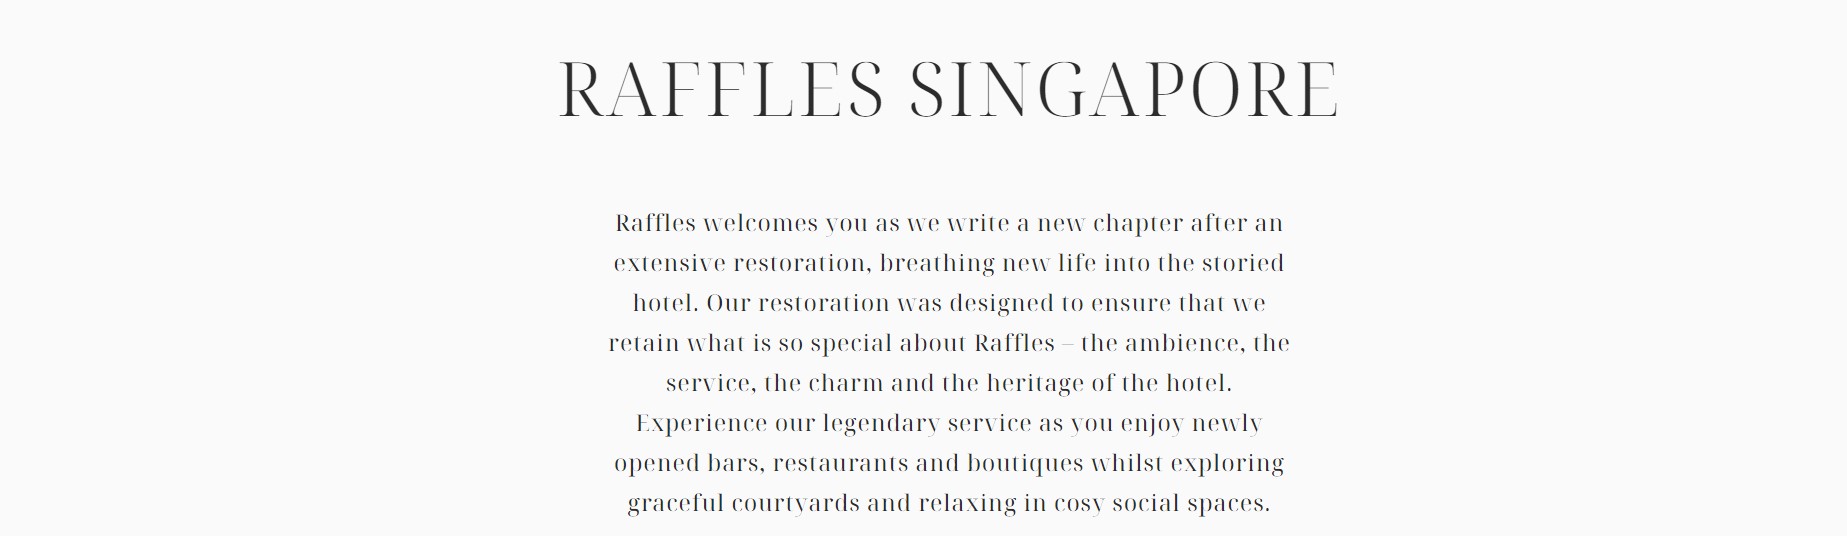 RAFFLES SINGAPORE
Raffles welcomes you as we write a new chapter after an
extensive restoration, breathing new life into the storied
hotel. Our restoration was designed to ensure that we
retain what is so special about Raffles – the ambience, the
service, the charm and the heritage of the hotel.
Experience our legendary service as you enjoy newly
opened bars, restaurants and boutiques whilst exploring
graceful courtyards and relaxing in cosy social spaces.